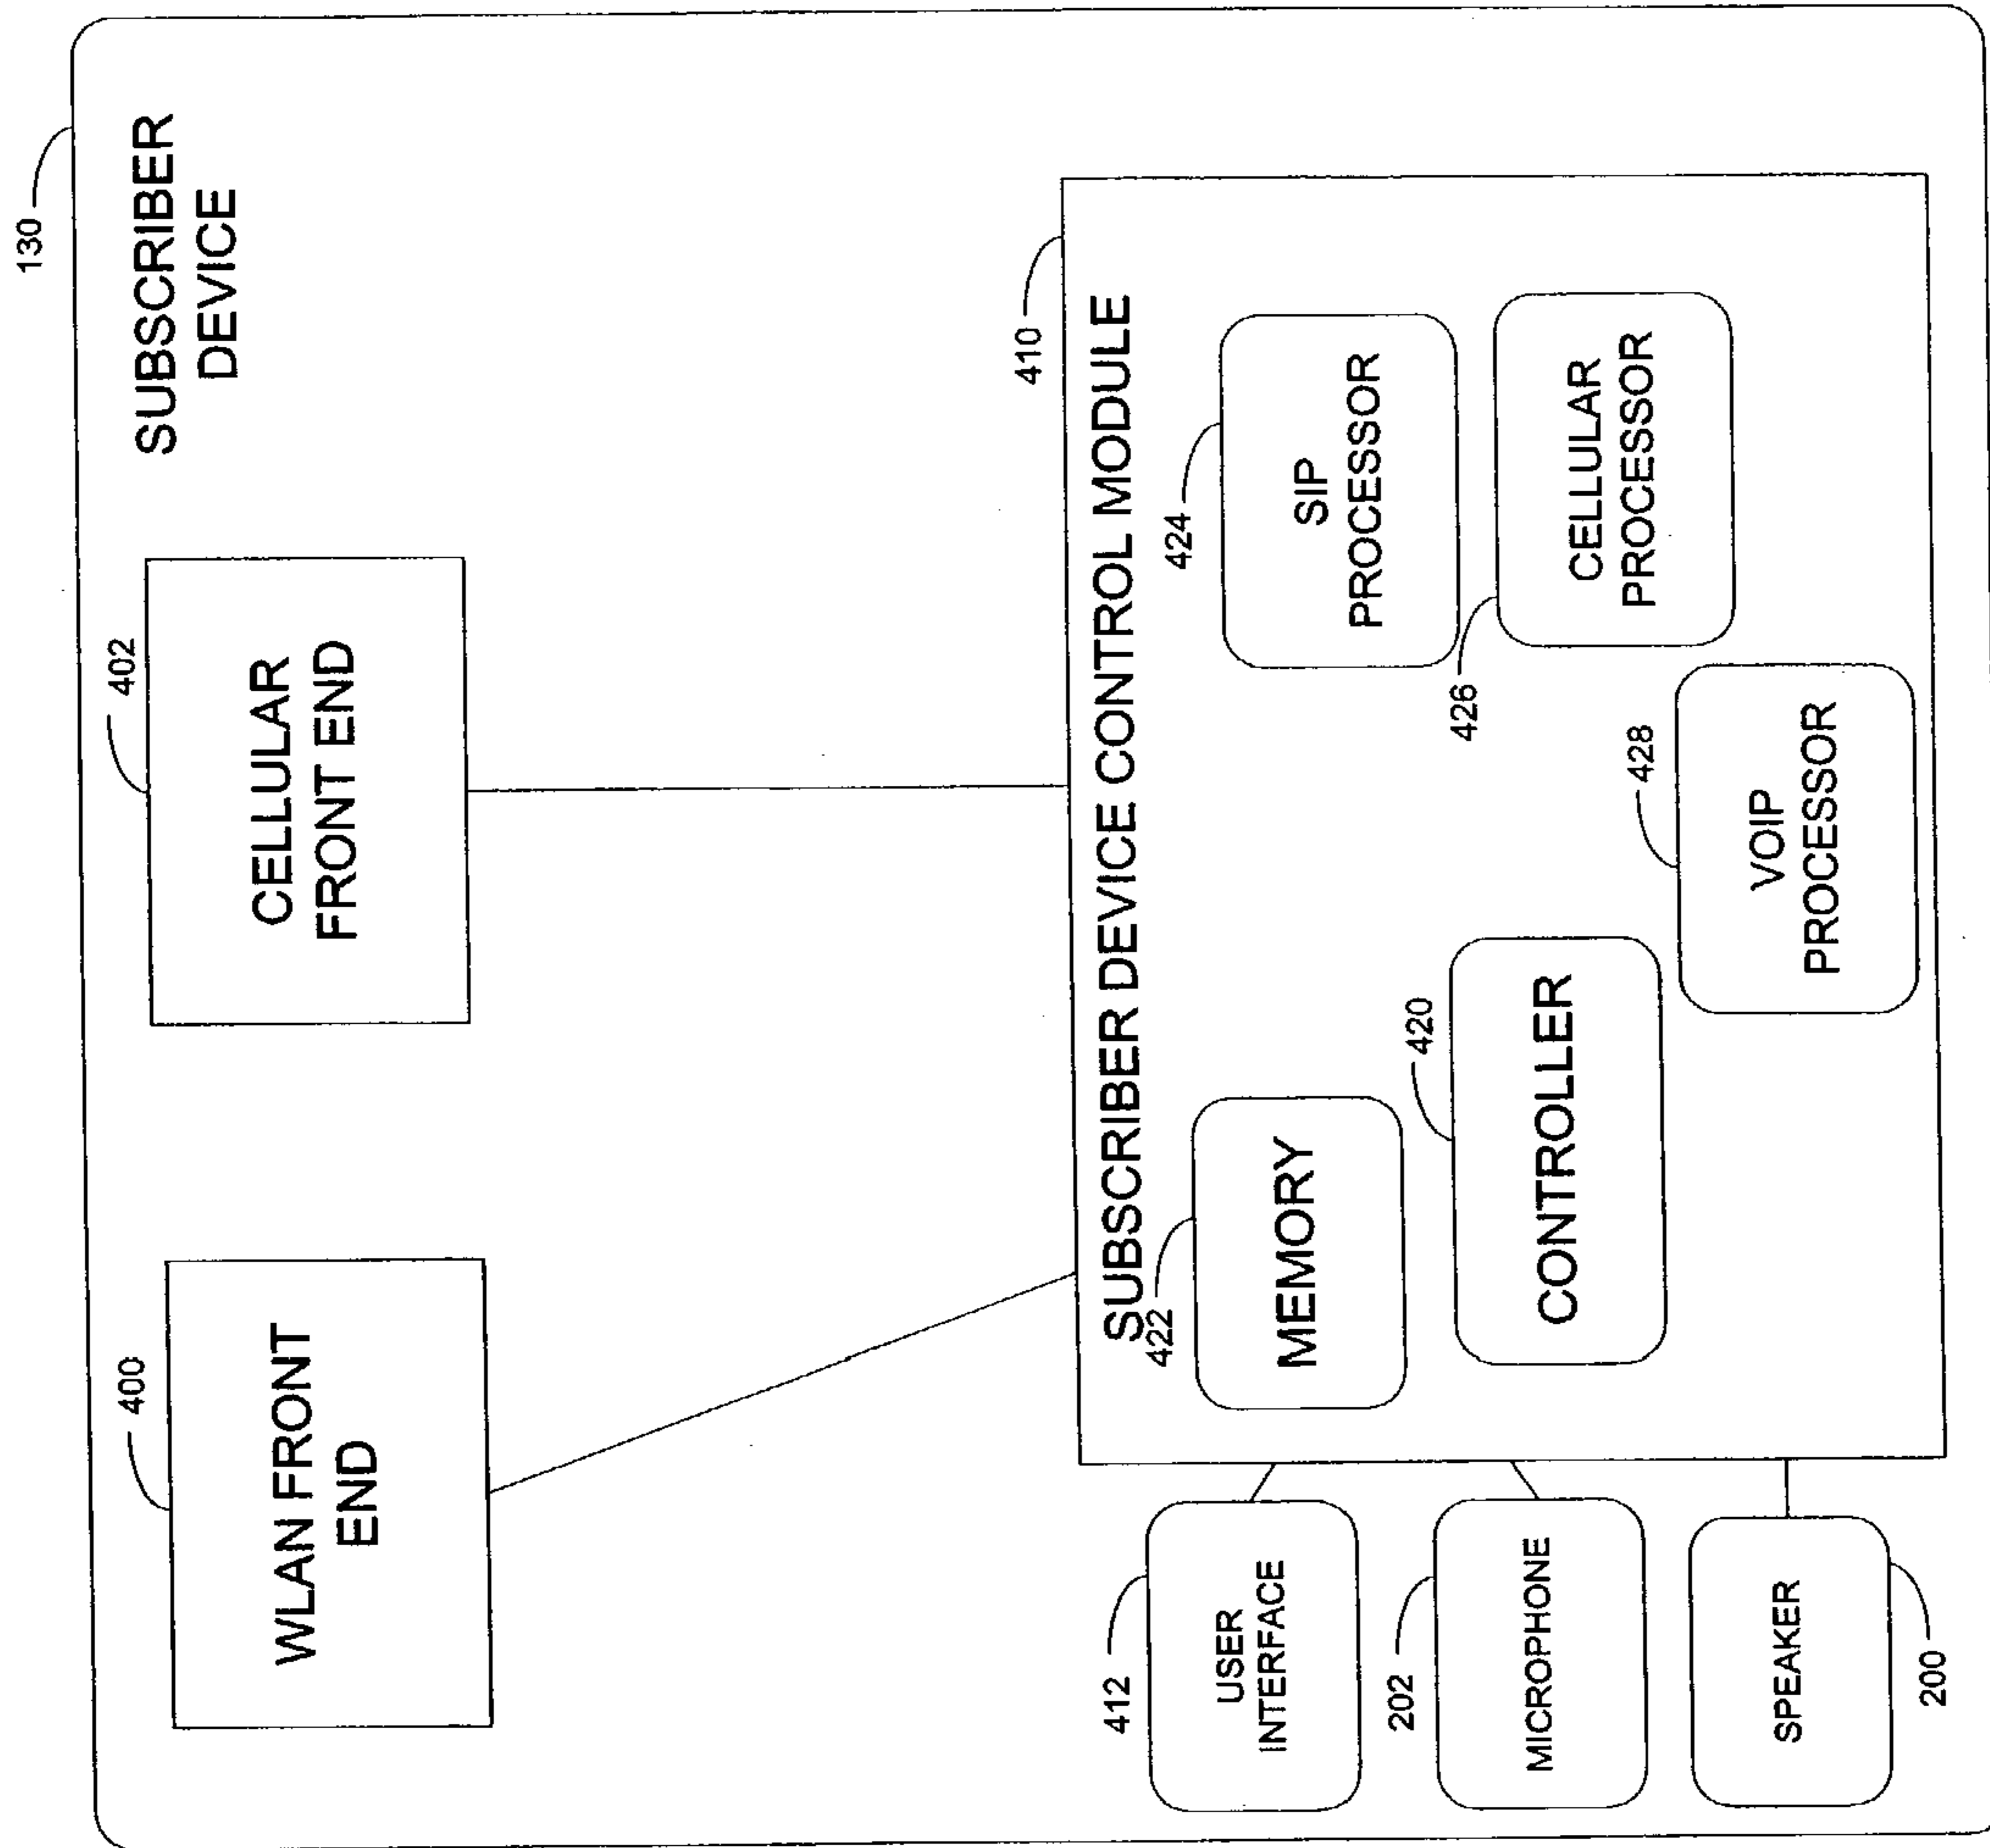 130
SUBSCRIBER
DEVICE
400
WLAN FRONT
END
402
CELLULAR
FRONT END
410
SUBSCRIBER DEVICE CONTROL MODULE
422
MEMORY
420
CONTROLLER
424
SIP
PROCESSOR
426
CELLULAR
PROCESSOR
428
VOIP
PROCESSOR
412
USER
INTERFACE
202
MICROPHONE
SPEAKER
200